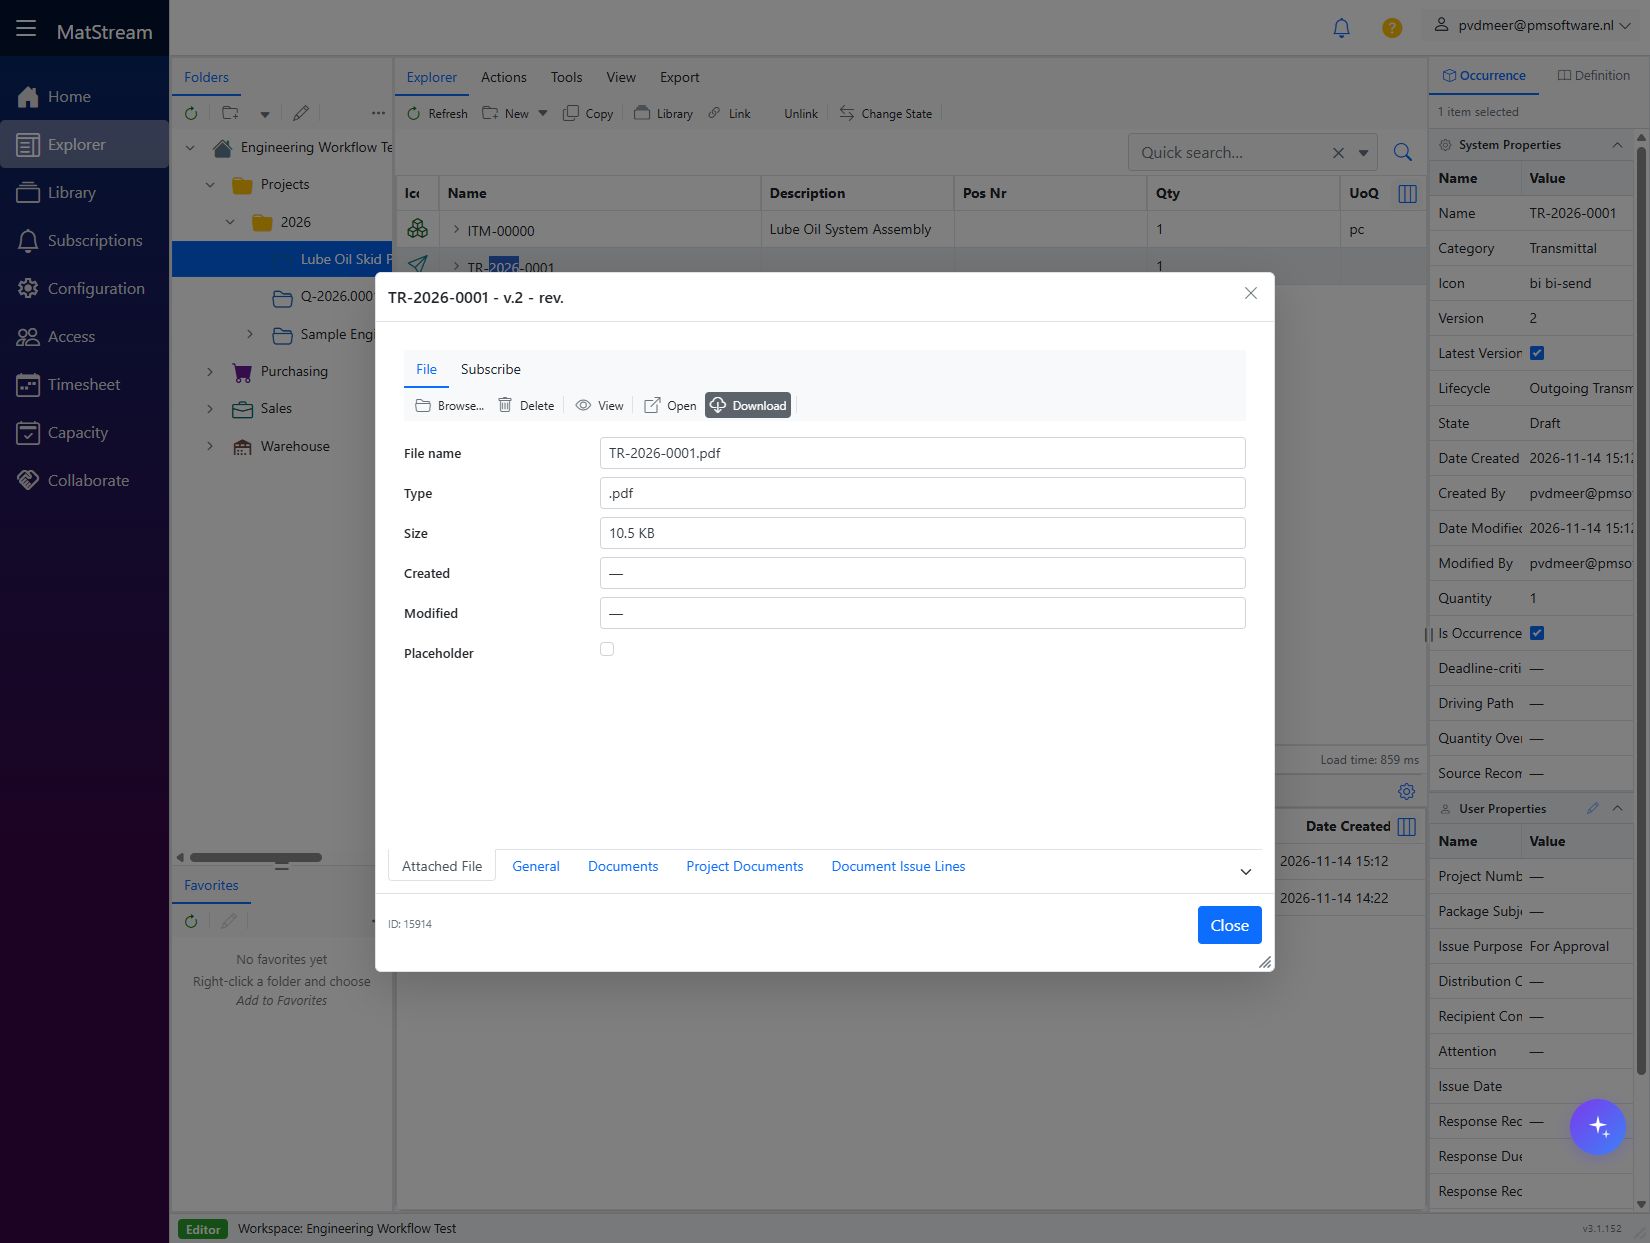 MatStream
pvdmeer@pmsoftware.nl
Home
Explorer
Library
Subscriptions
Configuration
Access
Timesheet
Capacity
Collaborate
Folders
Engineering Workflow Te
Projects
2026
Lube Oil Skid P
Q-2026.000
Sample Engi
Purchasing
Sales
Warehouse
Favorites
No favorites yet
Right-click a folder and choose
Add to Favorites
Explorer Actions Tools View Export
Refresh New Copy Library Link Unlink Change State
Quick search...
Ic Name Description Pos Nr Qty UoQ
ITM-00000 Lube Oil System Assembly 1 pc
TR-2026-0001 1
TR-2026-0001 - v.2 - rev.
File Subscribe
Browse... Delete View Open Download
File name TR-2026-0001.pdf
Type .pdf
Size 10.5 KB
Created —
Modified —
Placeholder
Attached File General Documents Project Documents Document Issue Lines
ID: 15914
Close
Load time: 859 ms
Date Created
2026-11-14 15:12
2026-11-14 14:22
Occurrence Definition
1 item selected
System Properties
Name Value
Name TR-2026-0001
Category Transmittal
Icon bi bi-send
Version 2
Latest Version
Lifecycle Outgoing Transm
State Draft
Date Created 2026-11-14 15:12
Created By pvdmeer@pmso
Date Modified 2026-11-14 15:12
Modified By pvdmeer@pmso
Quantity 1
Is Occurrence
Deadline-criti —
Driving Path —
Quantity Over —
Source Recom —
User Properties
Name Value
Project Numb —
Package Subj —
Issue Purpose For Approval
Distribution C —
Recipient Com —
Attention —
Issue Date
Response Rec —
Response Due
Response Rec
Editor Workspace: Engineering Workflow Test
v3.1.152